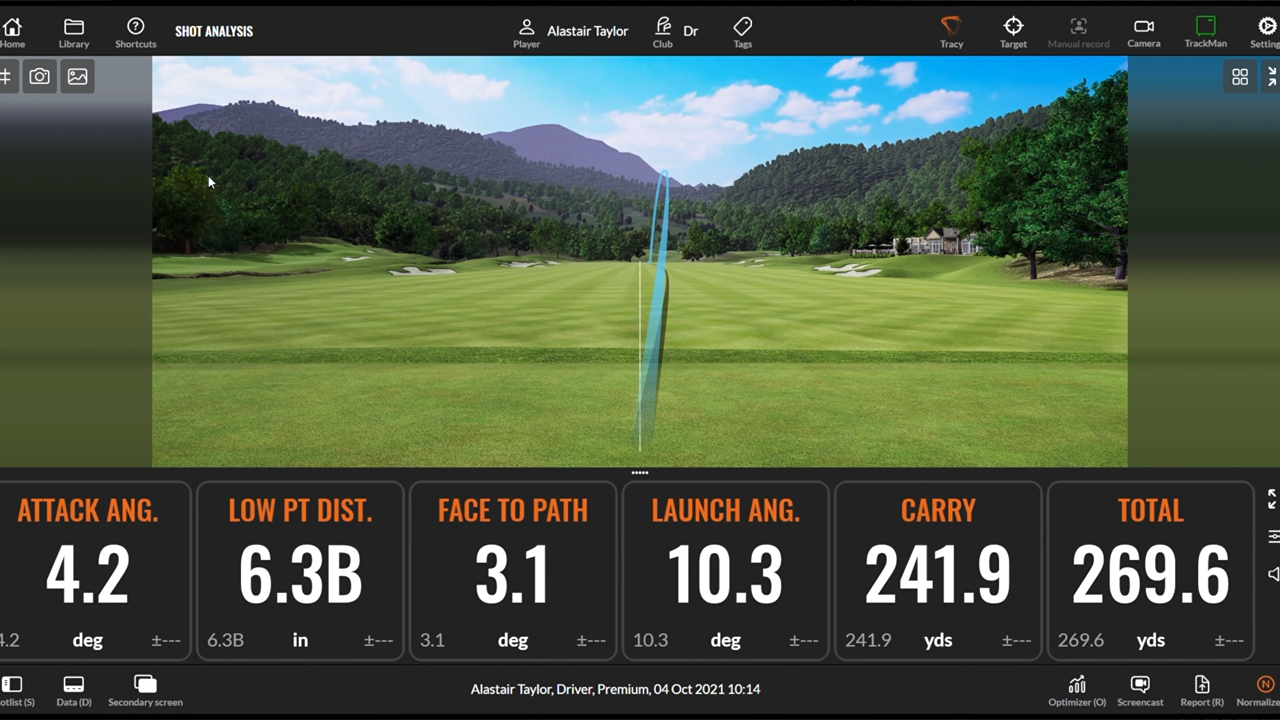 Home
Library
Shortcuts
SHOT ANALYSIS
Player
Alastair Taylor
Club
Dr
Tags
Tracy
Target
Manual record
Camera
TrackMan
Setting
ATTACK ANG.
4.2
4.2 deg ±---
LOW PT DIST.
6.3B
6.3B in ±---
FACE TO PATH
3.1
3.1 deg ±---
LAUNCH ANG.
10.3
10.3 deg ±---
CARRY
241.9
241.9 yds ±---
TOTAL
269.6
269.6 yds ±---
otlist (S)
Data (D)
Secondary screen
Alastair Taylor, Driver, Premium, 04 Oct 2021 10:14
Optimizer (O)
Screencast
Report (R)
N
Normalize